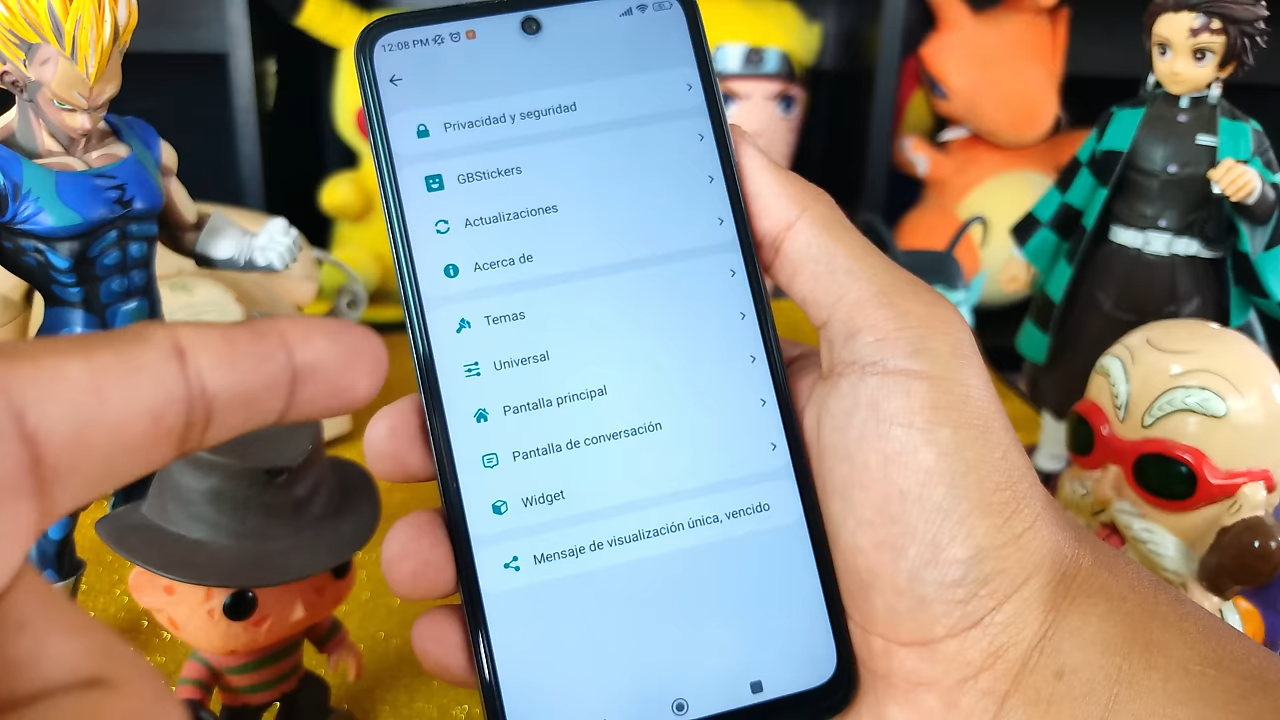 12:08 PM
Privacidad y seguridad
GBStickers
Actualizaciones
Acerca de
Temas
Universal
Pantalla principal
Pantalla de conversación
Widget
Mensaje de visualización única, vencido